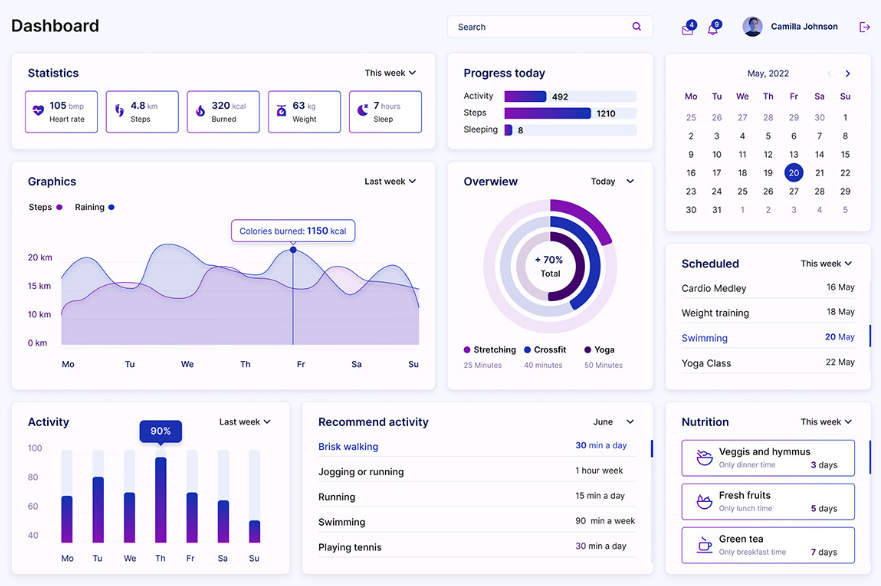 Dashboard
Search
4
9
Camilla Johnson
Statistics
This week
105 bmp
Heart rate
4.8 km
Steps
320 kcal
Burned
63 kg
Weight
7 hours
Sleep
Progress today
Activity 492
Steps 1210
Sleeping 8
May, 2022
Mo Tu We Th Fr Sa Su
25 26 27 28 29 30 1
2 3 4 5 6 7 8
9 10 11 12 13 14 15
16 17 18 19 20 21 22
23 24 25 26 27 28 29
30 31 1 2 3 4 5
Graphics
Last week
Steps Raining
Calories burned: 1150 kcal
20 km
15 km
10 km
0 km
Mo Tu We Th Fr Sa Su
Overwiew
Today
+ 70%
Total
Stretching Crossfit Yoga
25 Minutes 40 minutes 50 Minutes
Scheduled
This week
Cardio Medley 16 May
Weight training 18 May
Swimming 20 May
Yoga Class 22 May
Activity
Last week
90%
100
80
60
40
Mo Tu We Th Fr Sa Su
Recommend activity
June
Brisk walking 30 min a day
Jogging or running 1 hour week
Running 15 min a day
Swimming 90 min a week
Playing tennis 30 min a day
Nutrition
This week
Veggis and hymmus
Only dinner time 3 days
Fresh fruits
Only lunch time 5 days
Green tea
Only breakfast time 7 days